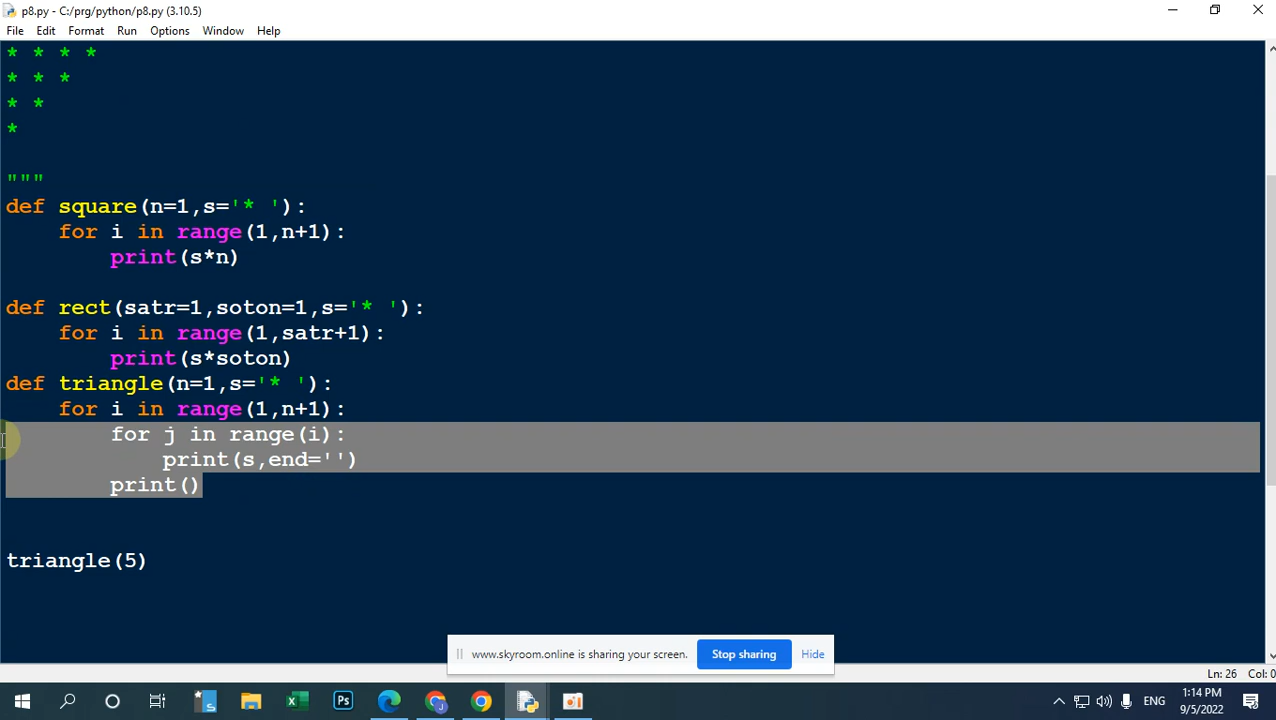 p8.py - C:/prg/python/p8.py (3.10.5)
File Edit Format Run Options Window Help
* * * *
* * *
* *
*
"""
def square(n=1,s='* '):
    for i in range(1,n+1):
        print(s*n)
def rect(satr=1,soton=1,s='* '):
    for i in range(1,satr+1):
        print(s*soton)
def triangle(n=1,s='* '):
    for i in range(1,n+1):
        for j in range(i):
            print(s,end='')
        print()
triangle(5)
www.skyroom.online is sharing your screen. Stop sharing Hide
Ln: 26 Col: 0
Ps
J
ENG
1:14 PM
9/5/2022